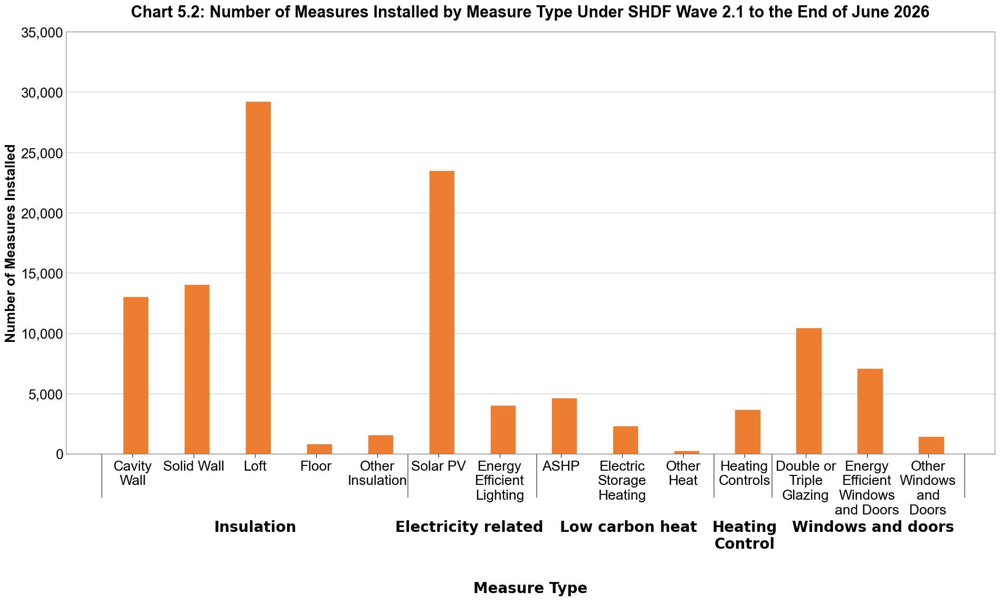 Chart 5.2: Number of Measures Installed by Measure Type Under SHDF Wave 2.1 to the End of June 2026
35,000
30,000
25,000
20,000
15,000
10,000
5,000
0
Number of Measures Installed
Cavity
Wall
Solid Wall
Loft
Floor
Other
Insulation
Solar PV
Energy
Efficient
Lighting
ASHP
Electric
Storage
Heating
Other
Heat
Heating
Controls
Double or
Triple
Glazing
Energy
Efficient
Windows
and Doors
Other
Windows
and
Doors
Insulation
Electricity related
Low carbon heat
Heating
Control
Windows and doors
Measure Type